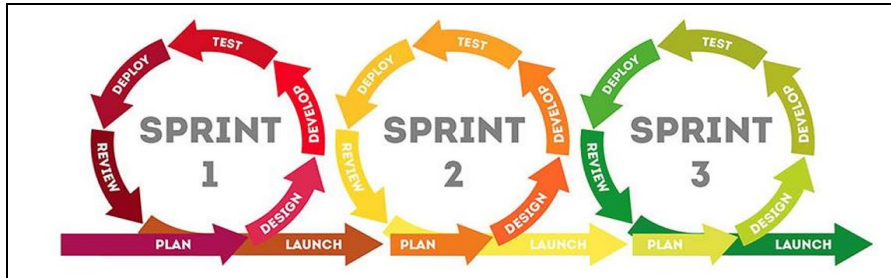 TEST
DEPLOY
SPRINT
1
DEVELOP
REVIEW
DESIGN
PLAN
LAUNCH
TEST
DEPLOY
SPRINT
2
DEVELOP
REVIEW
DESIGN
PLAN
LAUNCH
TEST
DEPLOY
SPRINT
3
DEVELOP
REVIEW
DESIGN
PLAN
LAUNCH